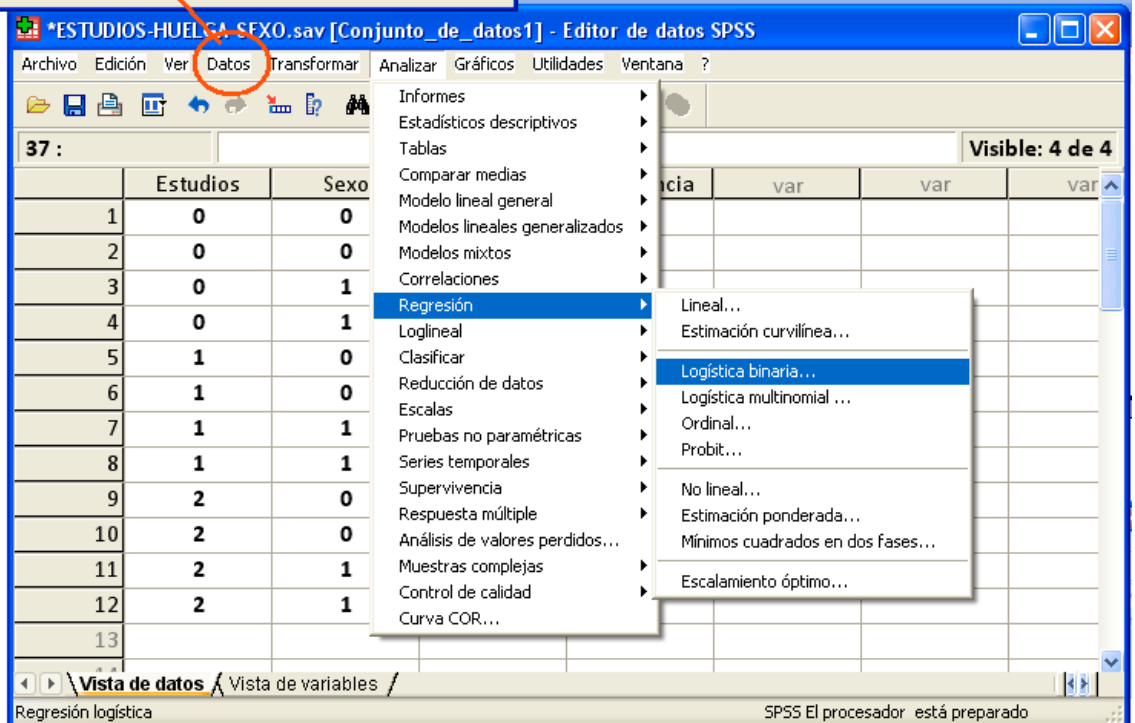 *ESTUDIOS-HUELGA-SEXO.sav [Conjunto_de_datos1] - Editor de datos SPSS
Archivo Edición Ver Datos Transformar Analizar Gráficos Utilidades Ventana ?
37 :
Visible: 4 de 4
Estudios Sexo ncia var var var
1 0 0
2 0 0
3 0 1
4 0 1
5 1 0
6 1 0
7 1 1
8 1 1
9 2 0
10 2 0
11 2 1
12 2 1
13
Informes
Estadísticos descriptivos
Tablas
Comparar medias
Modelo lineal general
Modelos lineales generalizados
Modelos mixtos
Correlaciones
Regresión
Loglineal
Clasificar
Reducción de datos
Escalas
Pruebas no paramétricas
Series temporales
Supervivencia
Respuesta múltiple
Análisis de valores perdidos...
Muestras complejas
Control de calidad
Curva COR...
Lineal...
Estimación curvilínea...
Logística binaria...
Logística multinomial ...
Ordinal...
Probit...
No lineal...
Estimación ponderada...
Mínimos cuadrados en dos fases...
Escalamiento óptimo...
Vista de datos Vista de variables
Regresión logística
SPSS El procesador está preparado